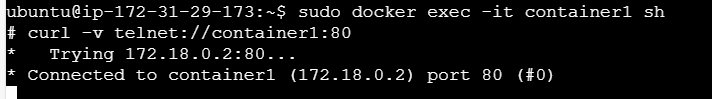 ubuntu@ip-172-31-29-173:~$ sudo docker exec -it container1 sh
# curl -v telnet://container1:80
*   Trying 172.18.0.2:80...
* Connected to container1 (172.18.0.2) port 80 (#0)